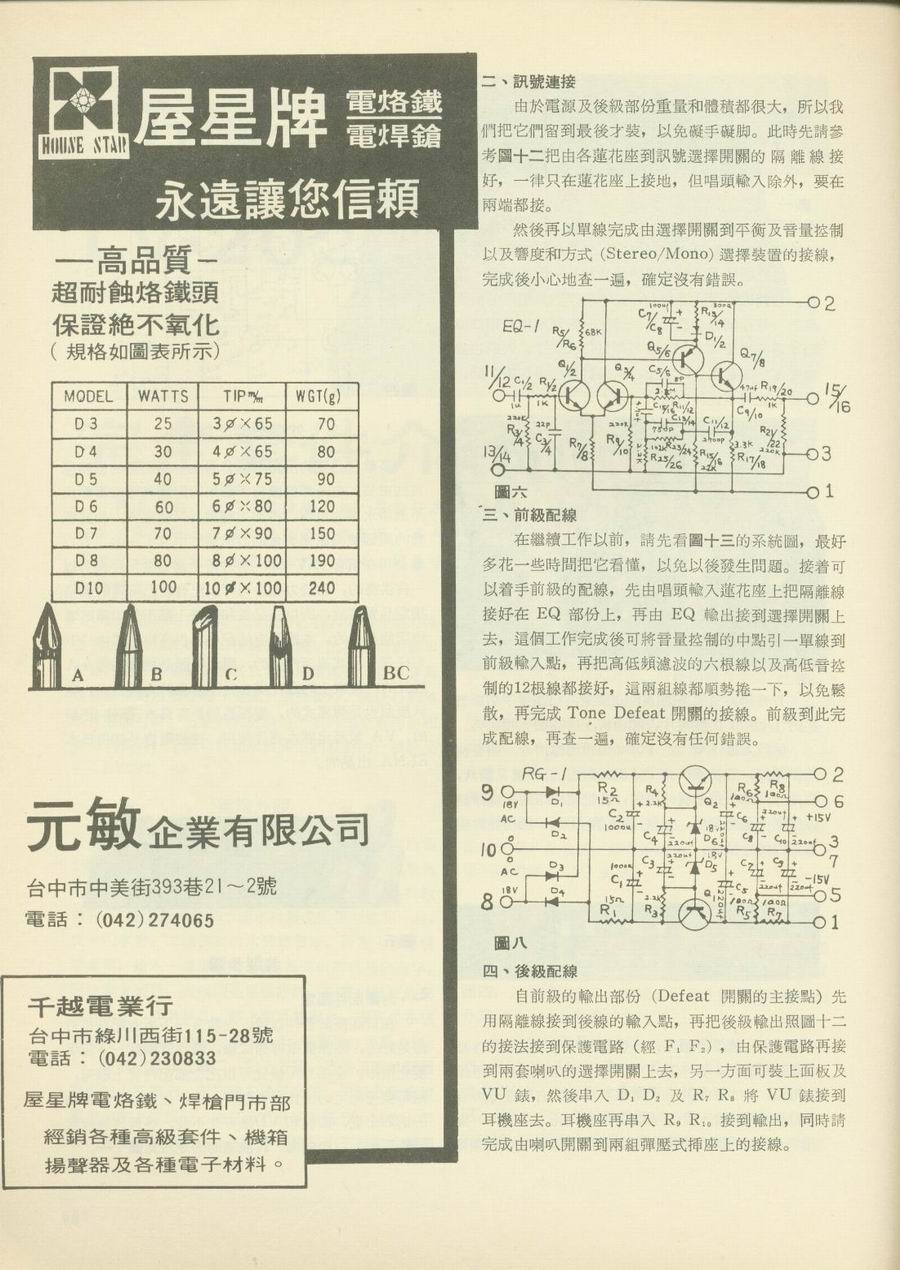 HOUSE STAR
屋星牌
電烙鐵
電焊鎗
永遠讓您信賴
—高品質–
超耐蝕烙鐵頭
保證絕不氧化
(規格如圖表所示)
MODEL WATTS TIP m/m WGT(g)
D3 25 3ø×65 70
D4 30 4ø×65 80
D5 40 5ø×75 90
D6 60 6ø×80 120
D7 70 7ø×90 150
D8 80 8ø×100 190
D10 100 10ø×100 240
A B C D BC
元敏企業有限公司
台中市中美街393巷21～2號
電話：(042)274065
千越電業行
台中市綠川西街115-28號
電話：(042)230833
屋星牌電烙鐵、焊槍門市部
經銷各種高級套件、機箱
揚聲器及各種電子材料。
二、訊號連接
由於電源及後級部份重量和體積都很大，所以我
們把它們留到最後才裝，以免礙手礙脚。此時先請參
考圖十二把由各蓮花座到訊號選擇開關的隔離線接
好，一律只在蓮花座上接地，但唱頭輸入除外，要在
兩端都接。
然後再以單線完成由選擇開關到平衡及音量控制
以及響度和方式（Stereo/Mono）選擇裝置的接線，
完成後小心地查一遍，確定沒有錯誤。
EQ-1
R5/R6 68K
C7/C8 100u
R13/14
D1/2
2
Q1/2
Q3/4
Q5/6
Q7/8
11/12
C1/2 1u
R1/2 1K
C5/6
C9/10
R19/20 1K
15/16
R3/4 220K
C3/4 22P
R7/8
R9/10 220K
R11/12
C11/12
R25/26
R15/16 22K
R17/18 3.3K
R21/22 220K
13/14
3
1
圖六
三、前級配線
在繼續工作以前，請先看圖十三的系統圖，最好
多花一些時間把它看懂，以免以後發生問題。接着可
以着手前級的配線，先由唱頭輸入蓮花座上把隔離線
接好在 EQ 部份上，再由 EQ 輸出接到選擇開關上
去，這個工作完成後可將音量控制的中點引一單線到
前級輸入點，再把高低頻濾波的六根線以及高低音控
制的12根線都接好，這兩組線都順勢捲一下，以免鬆
散，再完成 Tone Defeat 開關的接線。前級到此完
成配線，再查一遍，確定沒有任何錯誤。
RG-1
9 18V AC
D1
D2
R2 15Ω
C2 1000u
R4 2.2K
C4 220uf
Q2
D6 18V
C6 220uf
R6 100Ω
R8 100Ω
C8
C10 220uf
2
6
+15V
10 0
0 AC
3
7
8 18V
D3
D4
C1 1000u
R1 15Ω
C3 220uf
R3 2.2K
D5 18V
Q1
C5 220uf
C7 220uf
C9 220uf
R5 100Ω
R7 100Ω
-15V
5
1
圖八
四、後級配線
自前級的輸出部份（Defeat 開關的主接點）先
用隔離線接到後線的輸入點，再把後級輸出照圖十二
的接法接到保護電路（經 F₁ F₂），由保護電路再接
到兩套喇叭的選擇開關上去，另一方面可裝上面板及
VU 錶，然後串入 D₁ D₂ 及 R₇ R₈ 將 VU 錶接到
耳機座去。耳機座再串入 R₉ R₁₀ 接到輸出，同時請
完成由喇叭開關到兩組彈壓式插座上的接線。